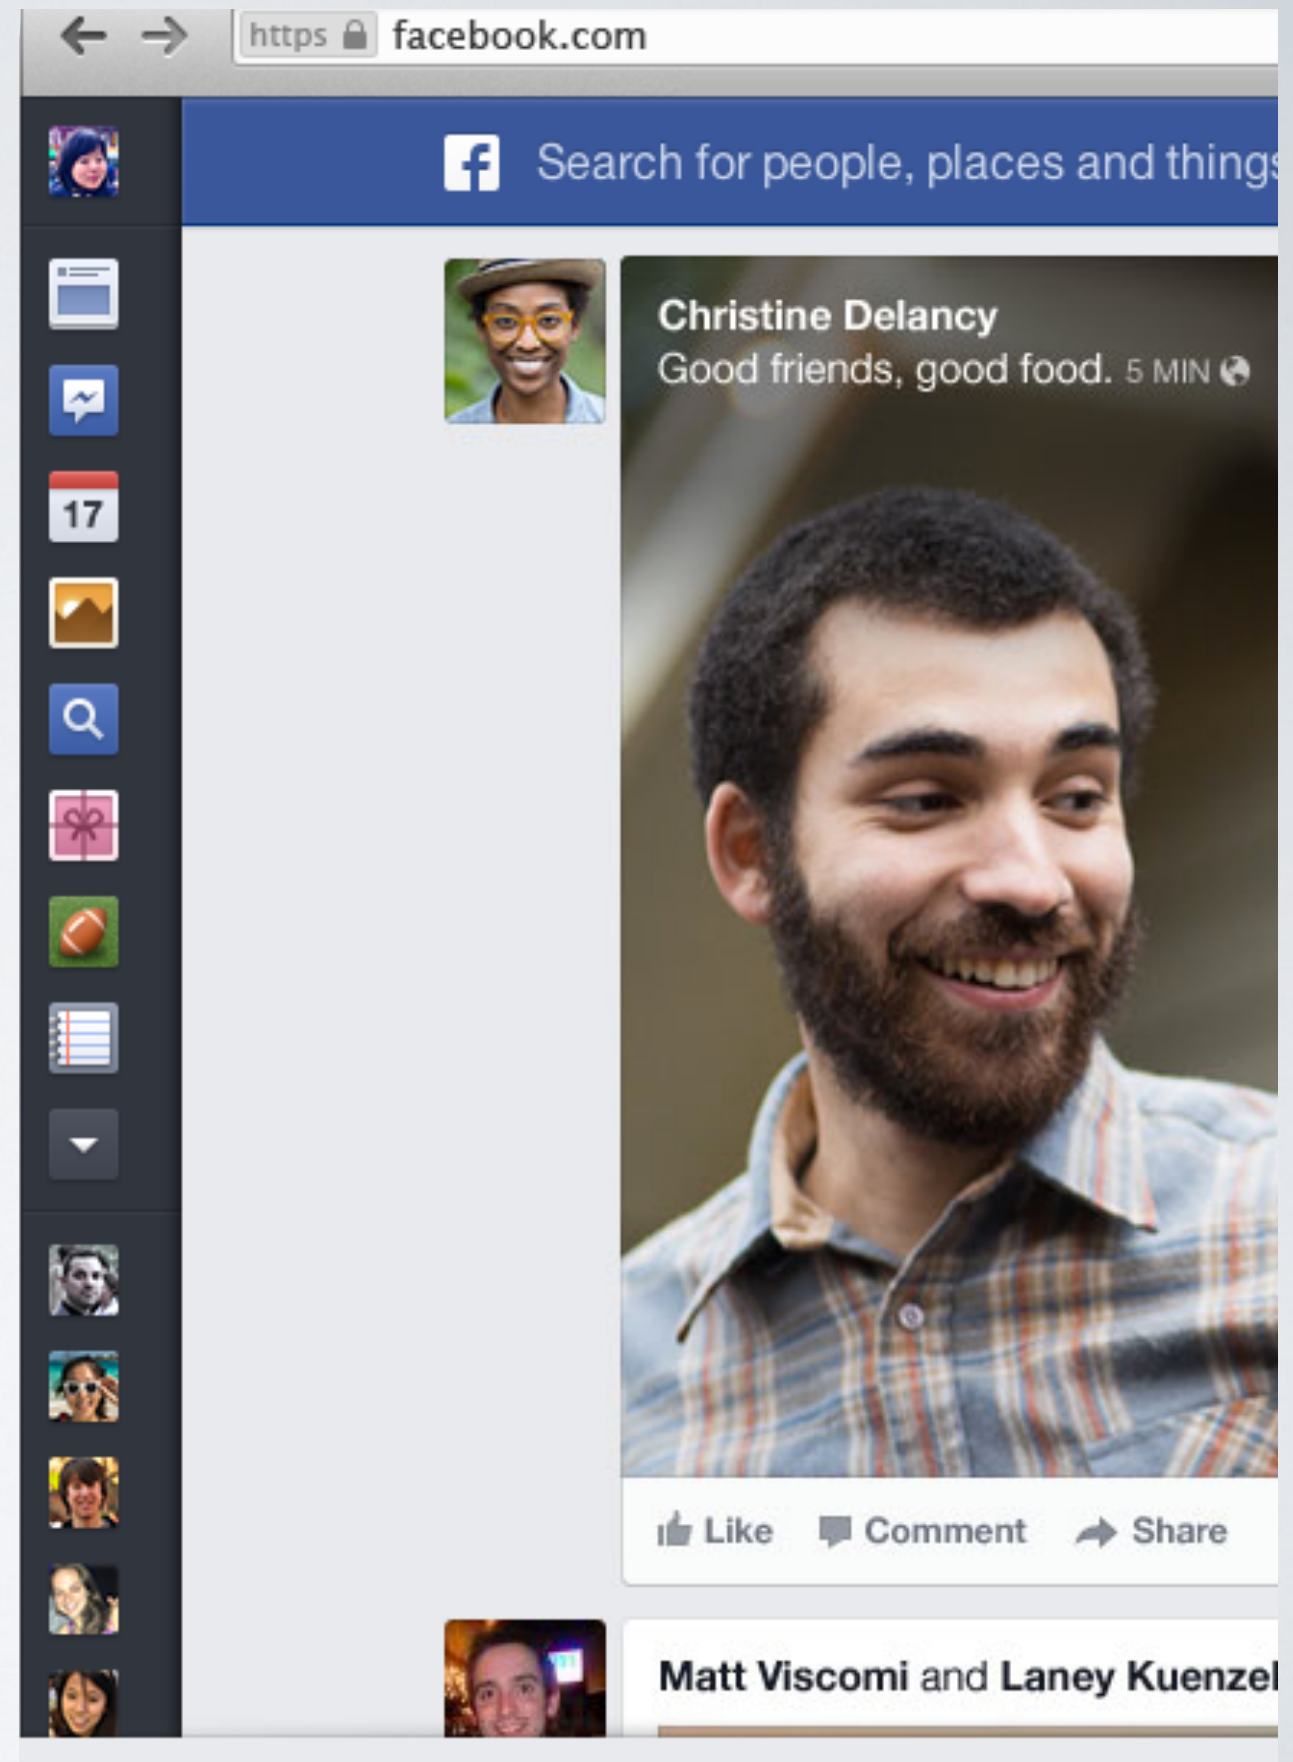 https facebook.com
f Search for people, places and things
Christine Delancy
Good friends, good food. 5 MIN
17
Like Comment Share
Matt Viscomi and Laney Kuenzel